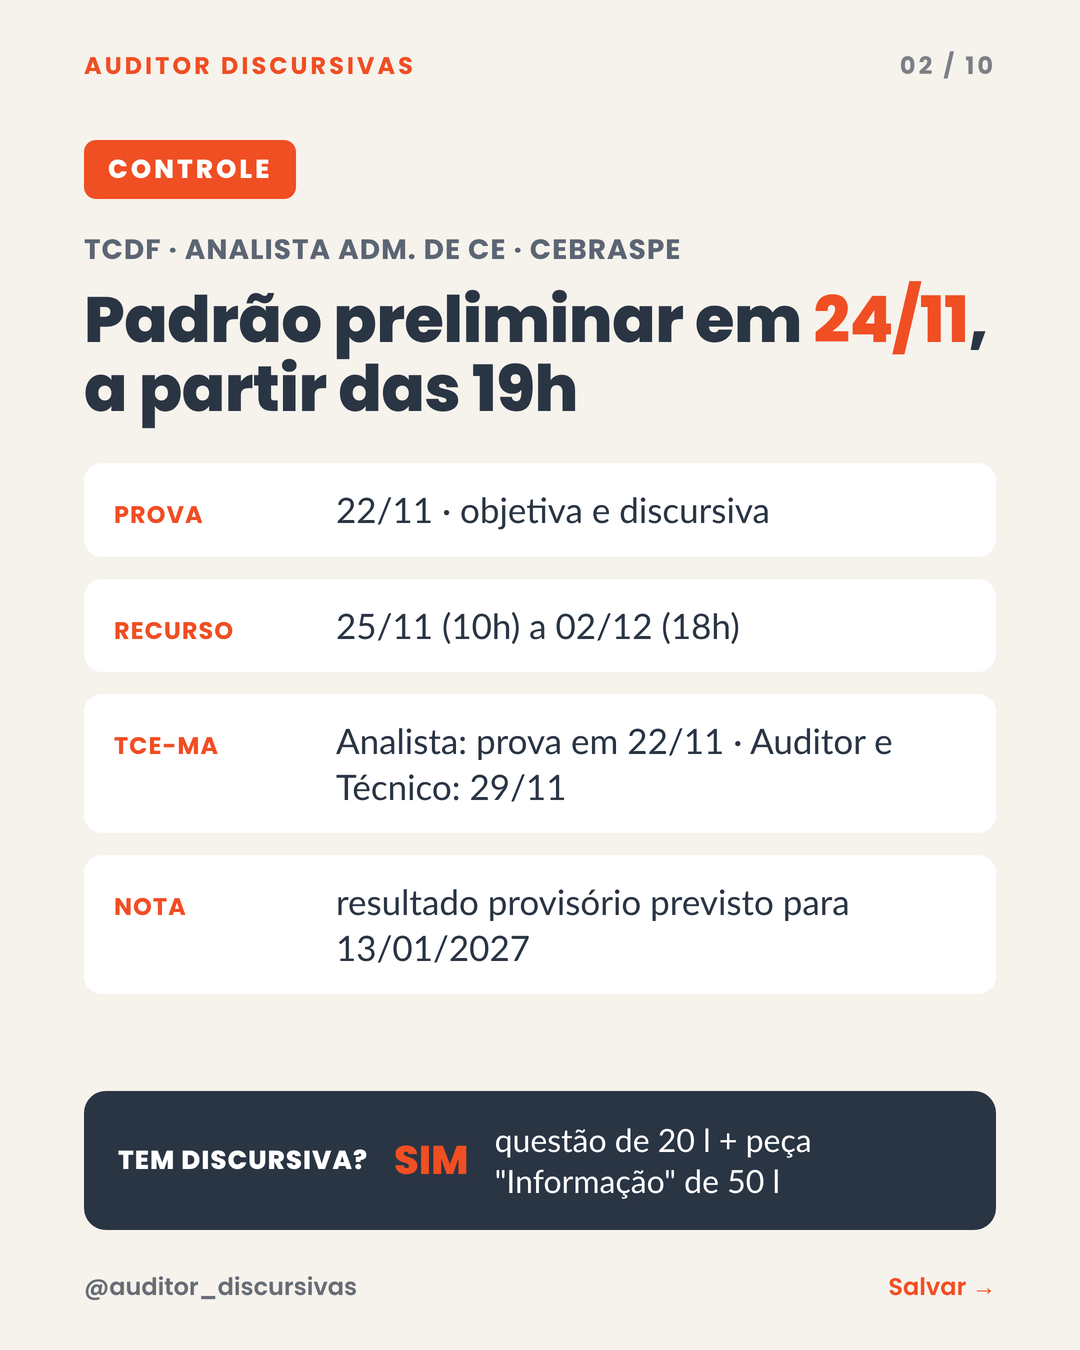 AUDITOR DISCURSIVAS
02 / 10
CONTROLE
TCDF · ANALISTA ADM. DE CE · CEBRASPE
Padrão preliminar em 24/11,
a partir das 19h
PROVA
22/11 · objetiva e discursiva
RECURSO
25/11 (10h) a 02/12 (18h)
TCE-MA
Analista: prova em 22/11 · Auditor e
Técnico: 29/11
NOTA
resultado provisório previsto para
13/01/2027
TEM DISCURSIVA?
SIM
questão de 20 l + peça
"Informação" de 50 l
@auditor_discursivas
Salvar →